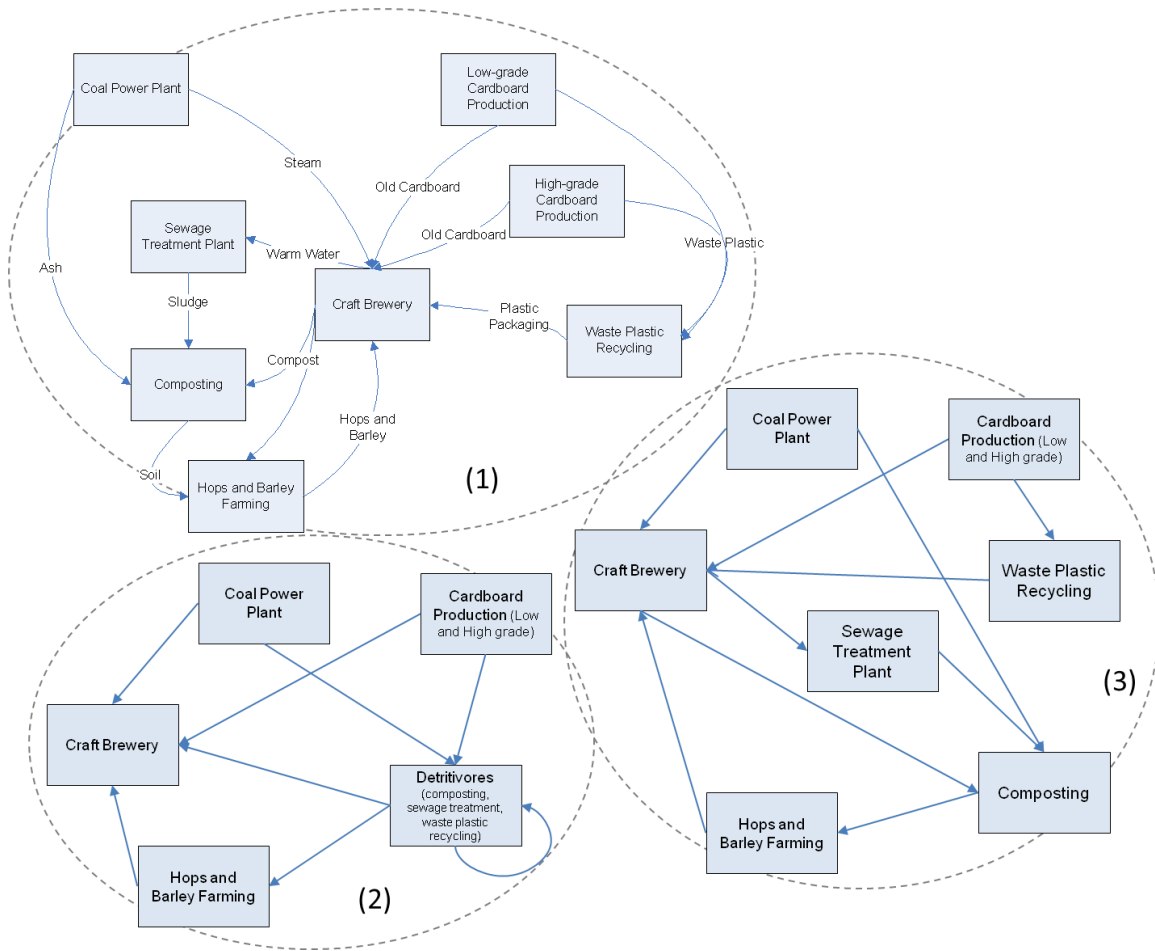 Coal Power Plant
Low-grade
Cardboard
Production
Steam
Old Cardboard
High-grade
Cardboard
Production
Old Cardboard
Sewage
Treatment Plant
Warm Water
Waste Plastic
Ash
Sludge
Craft Brewery
Plastic
Packaging
Waste Plastic
Recycling
Composting
Compost
Hops and
Barley
Soil
Hops and Barley
Farming
(1)
Coal Power
Plant
Cardboard
Production (Low
and High grade)
Craft Brewery
Detritivores
(composting,
sewage treatment,
waste plastic
recycling)
Hops and
Barley Farming
(2)
Coal Power
Plant
Cardboard
Production (Low
and High grade)
Craft Brewery
Waste Plastic
Recycling
Sewage
Treatment
Plant
(3)
Composting
Hops and
Barley Farming